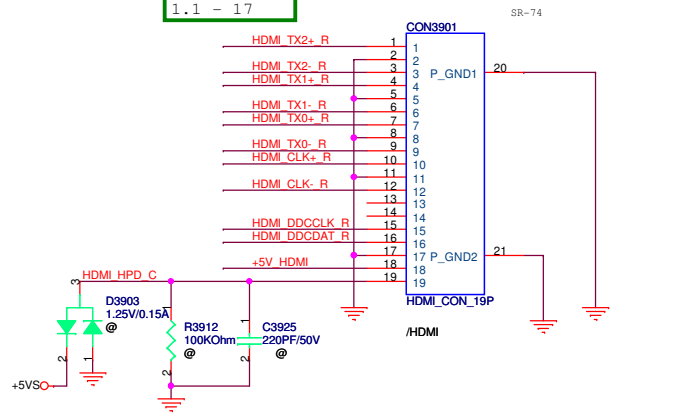 1.1 - 17
SR-74
CON3901
HDMI_TX2+_R 1 1
2 2
HDMI_TX2-_R 3 3 P_GND1 20
HDMI_TX1+_R 4 4
5 5
HDMI_TX1-_R 6 6
HDMI_TX0+_R 7 7
8 8
HDMI_TX0-_R 9 9
HDMI_CLK+_R 10 10
11 11
HDMI_CLK-_R 12 12
13 13
14 14
HDMI_DDCCLK_R 15 15
HDMI_DDCDAT_R 16 16
17 17 P_GND2 21
+5V_HDMI 18 18
3 HDMI_HPD_C 19 19
HDMI_CON_19P
D3903
1.25V/0.15A
@
1
R3912
100KOhm
@
2
1
C3925
220PF/50V
@
2
/HDMI
2 1
+5VS